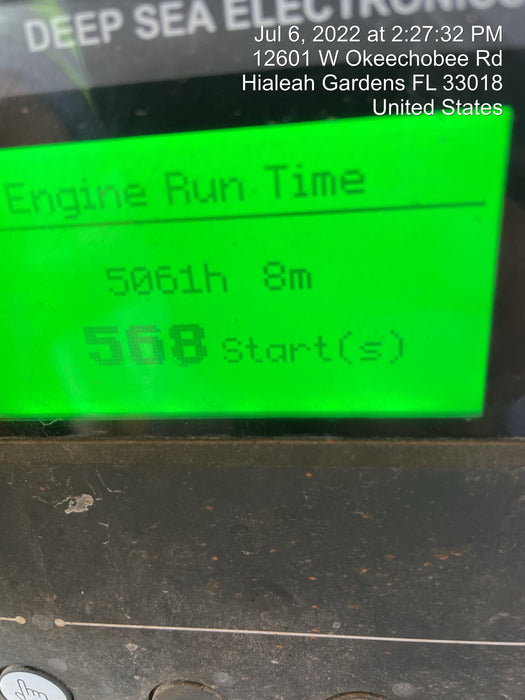 DEEP SEA ELECTRONICS
Jul 6, 2022 at 2:27:32 PM
12601 W Okeechobee Rd
Hialeah Gardens FL 33018
United States
Engine Run Time
5061h 8m
568 Start(s)